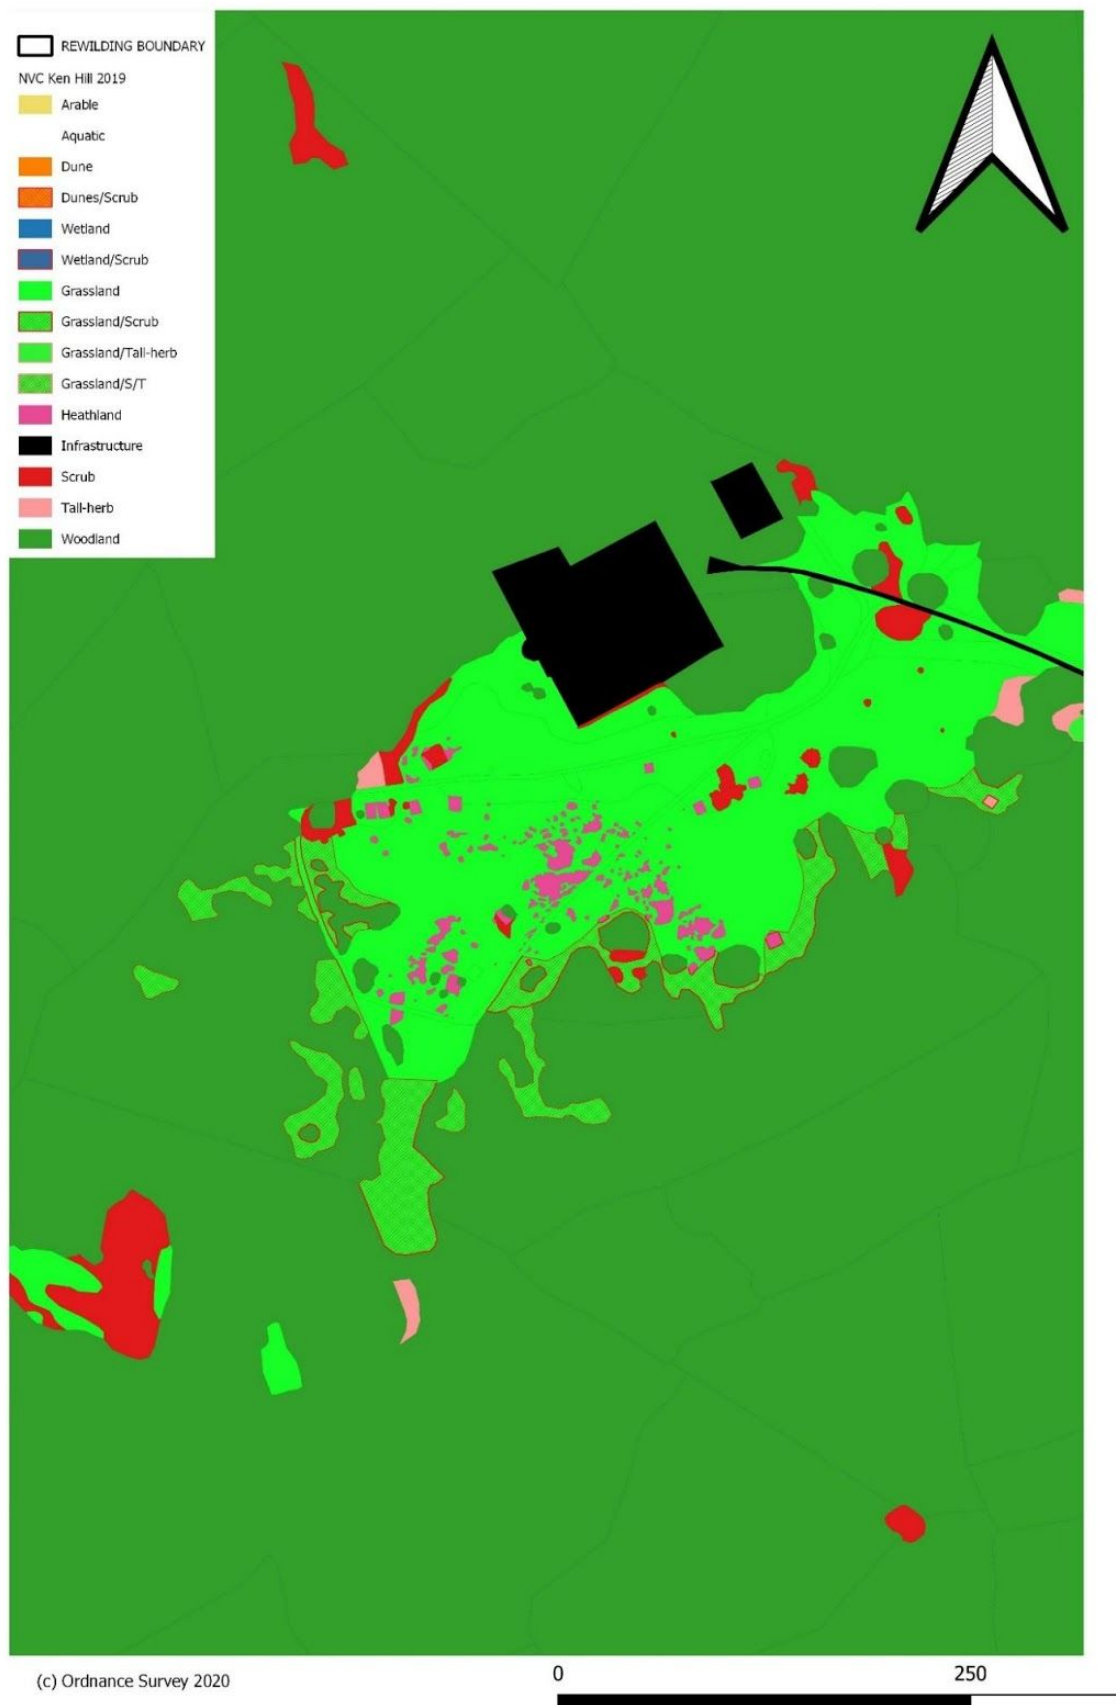 REWILDING BOUNDARY
NVC Ken Hill 2019
Arable
Aquatic
Dune
Dunes/Scrub
Wetland
Wetland/Scrub
Grassland
Grassland/Scrub
Grassland/Tall-herb
Grassland/S/T
Heathland
Infrastructure
Scrub
Tall-herb
Woodland
(c) Ordnance Survey 2020
0 250